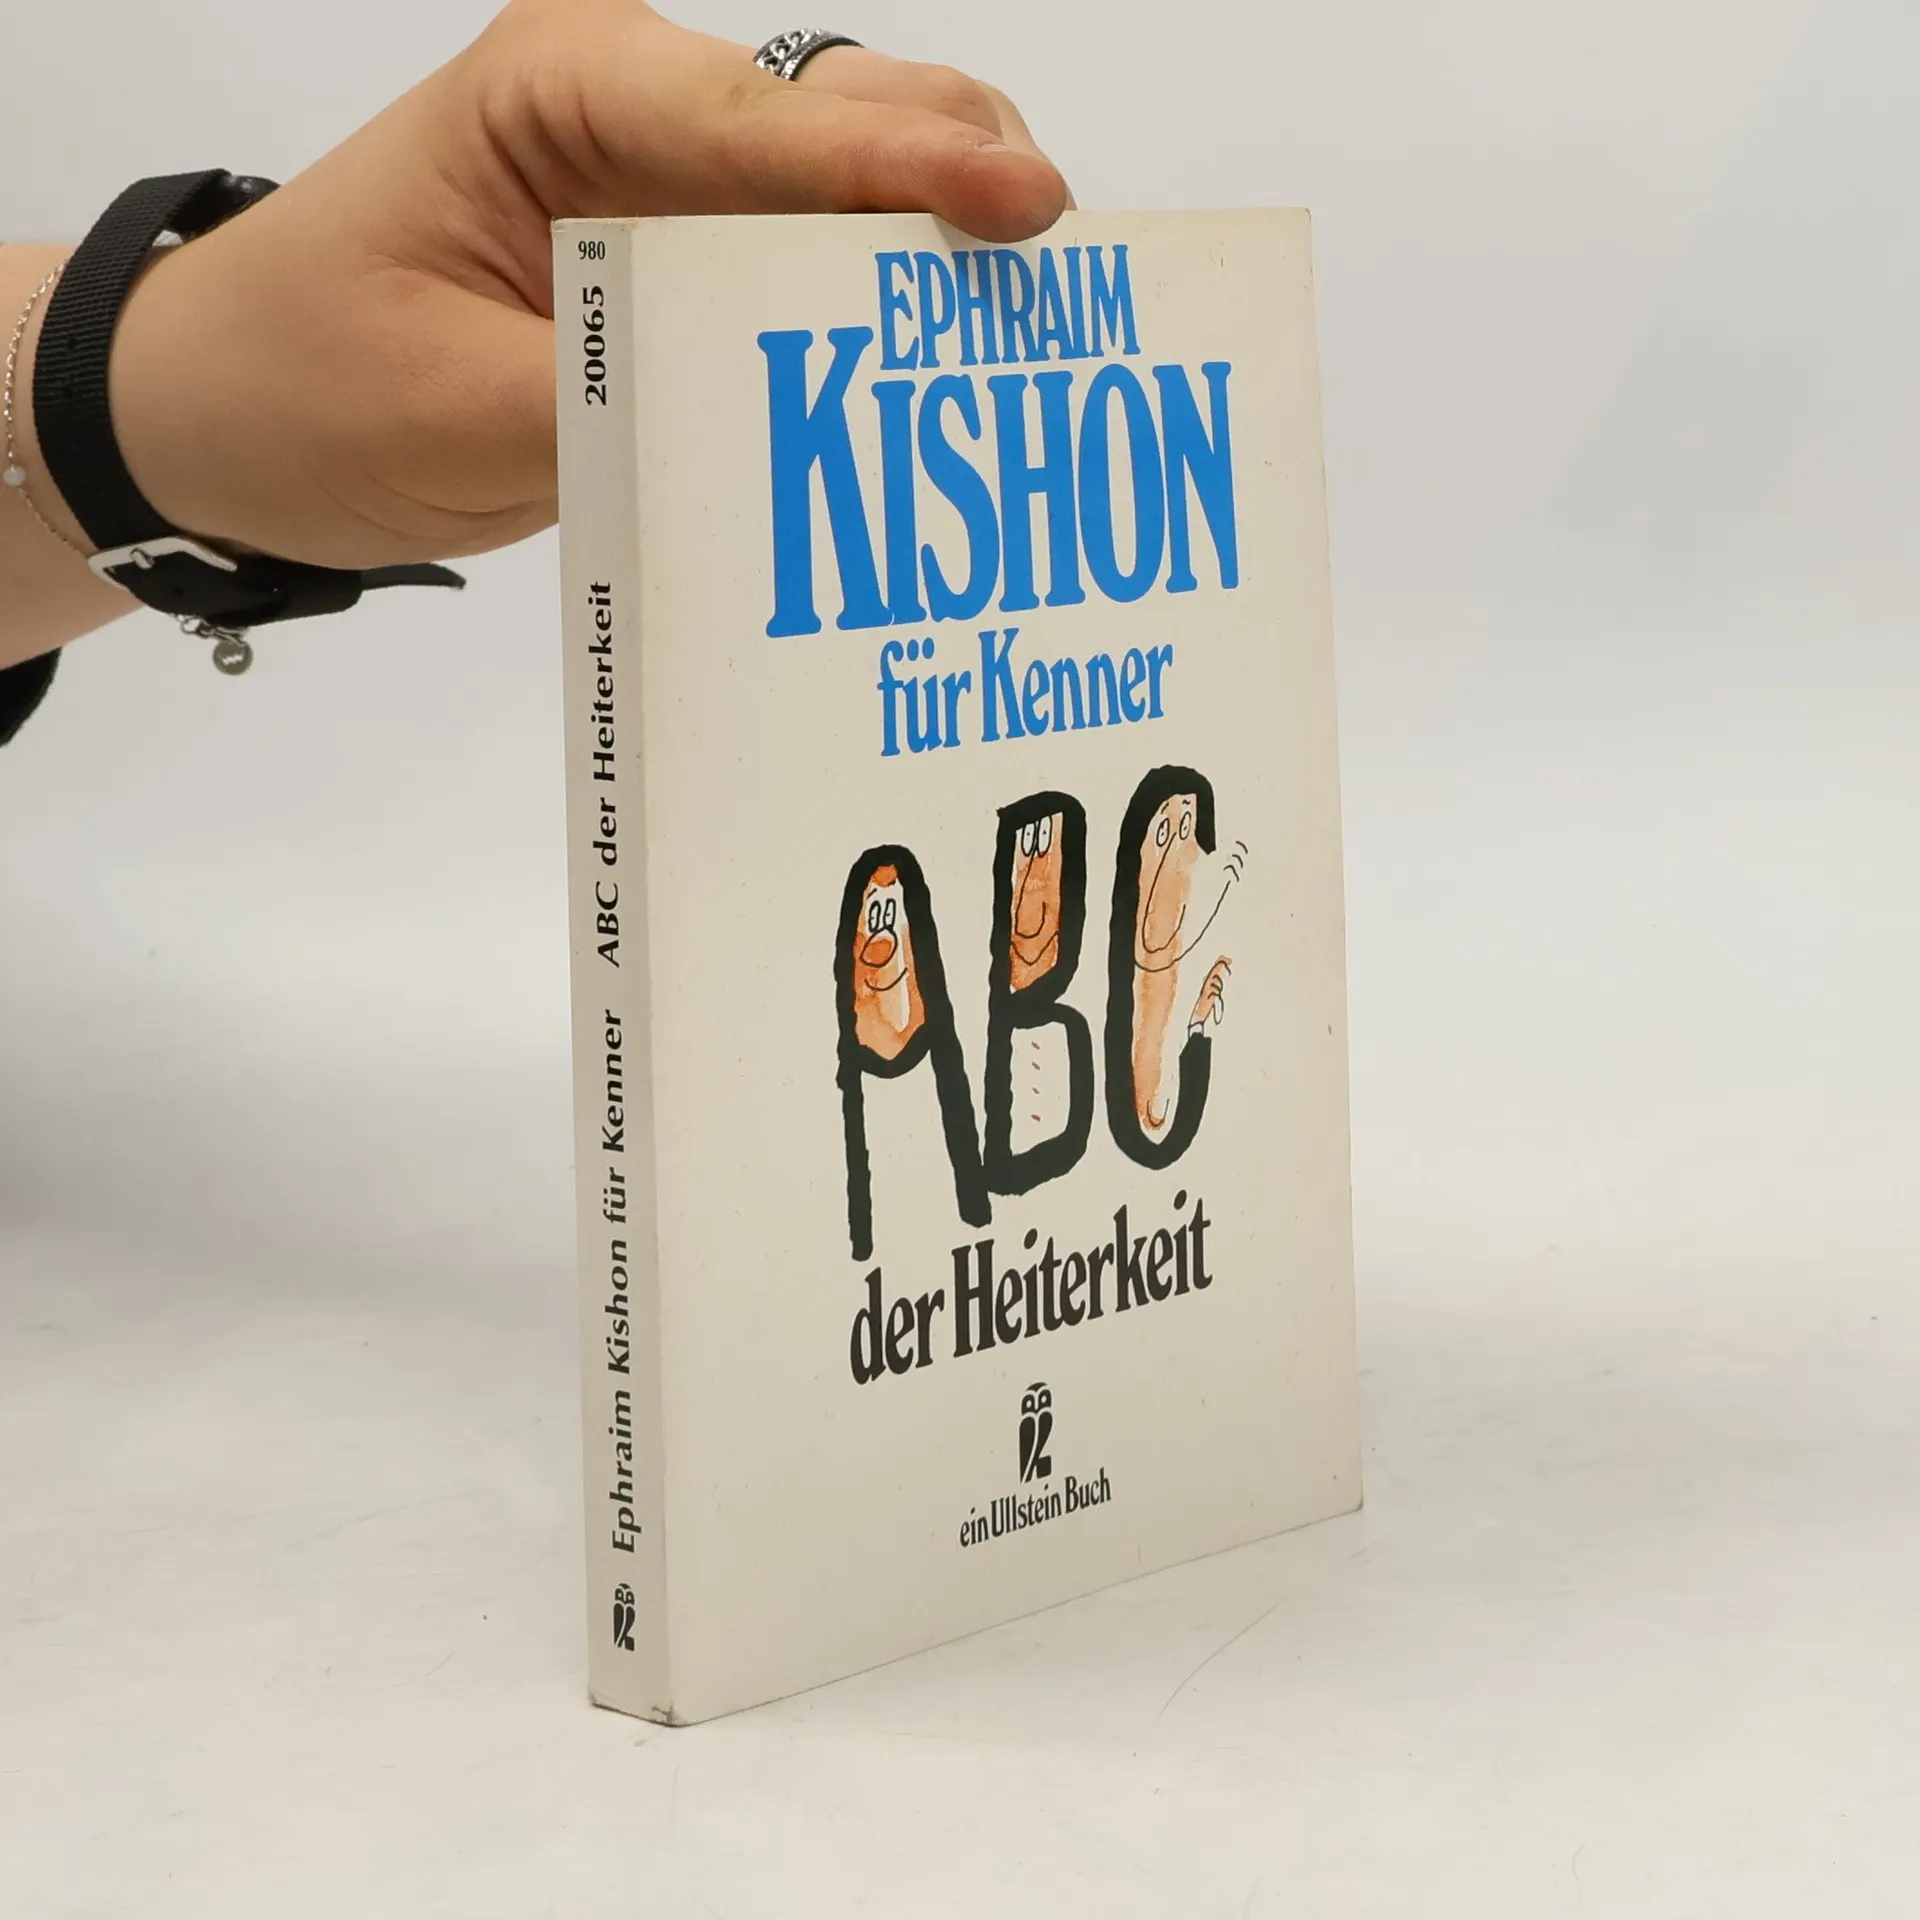 980
20065
Ephraim Kishon für Kenner ABC der Heiterkeit
EPHRAIM
KISHON
für Kenner
ABC
der Heiterkeit
ein Ullstein Buch